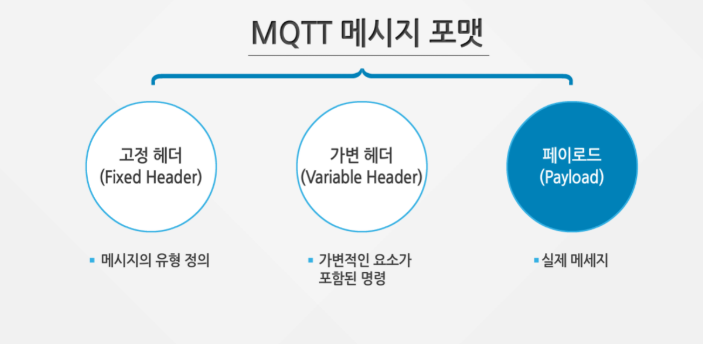 MQTT 메시지 포맷
고정 헤더
(Fixed Header)
가변 헤더
(Variable Header)
페이로드
(Payload)
▪ 메시지의 유형 정의
▪ 가변적인 요소가
포함된 명령
▪ 실제 메세지